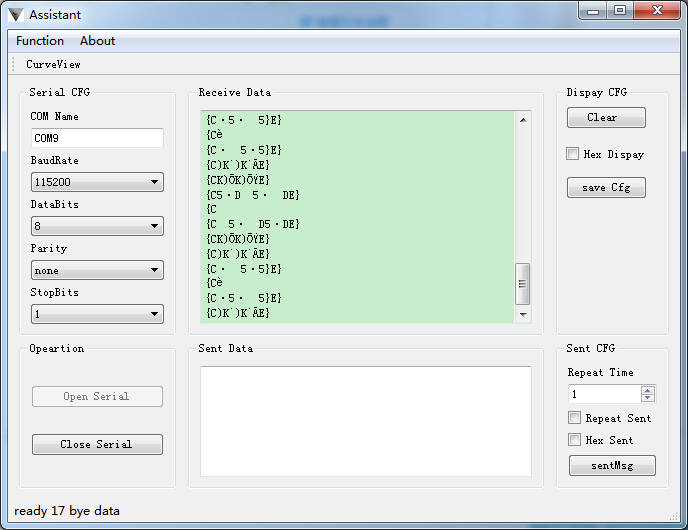 Assistant
Function About
CurveView
Serial CFG
COM Name
COM9
BaudRate
115200
DataBits
8
Parity
none
StopBits
1
Receive Data
{C·5· 5}E}
{Cè
{C· 5·5}E}
{C)K˙)K˙ÃE}
{CK)ÕK)ÕŸE}
{C5·D 5· DE}
{C
{C 5· D5·DE}
{CK)ÕK)ÕŸE}
{C)K˙)K˙ÃE}
{C· 5·5}E}
{Cè
{C·5· 5}E}
{C)K˙)K˙ÃE}
Dispay CFG
Clear
Hex Dispay
save Cfg
Opeartion
Open Serial
Close Serial
Sent Data
Sent CFG
Repeat Time
1
Repeat Sent
Hex Sent
sentMsg
ready 17 bye data